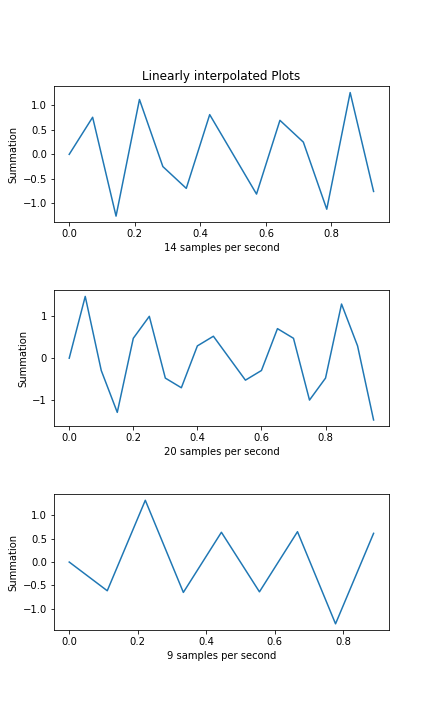 Linearly interpolated Plots
1.0
0.5
0.0
−0.5
−1.0
Summation
0.0 0.2 0.4 0.6 0.8
14 samples per second
1
0
−1
Summation
0.0 0.2 0.4 0.6 0.8
20 samples per second
1.0
0.5
0.0
−0.5
−1.0
Summation
0.0 0.2 0.4 0.6 0.8
9 samples per second